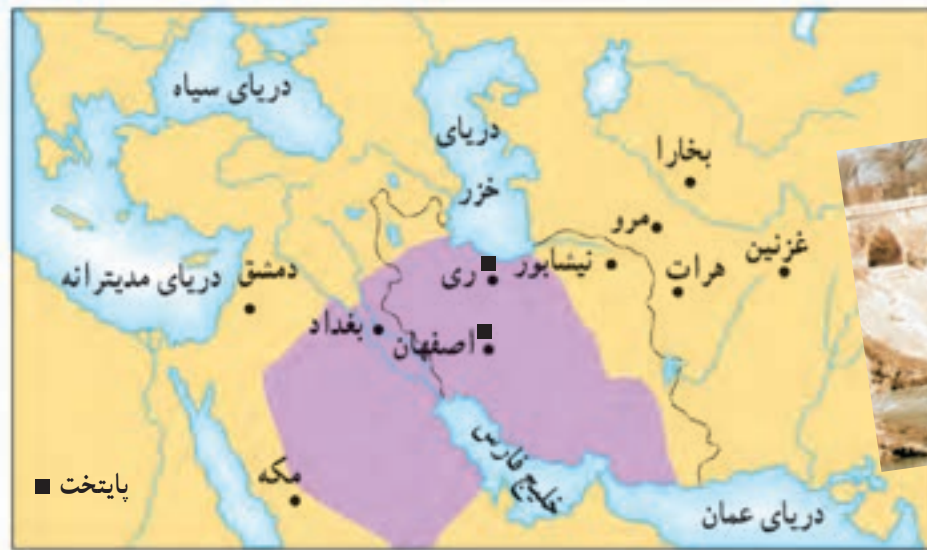 دریای سیاه
دریای
خزر
بخارا
مرو
غزنین
هرات
نیشابور
ری
دمشق
دریای مدیترانه
بغداد
اصفهان
خلیج فارس
مکه
پایتخت
دریای عمان